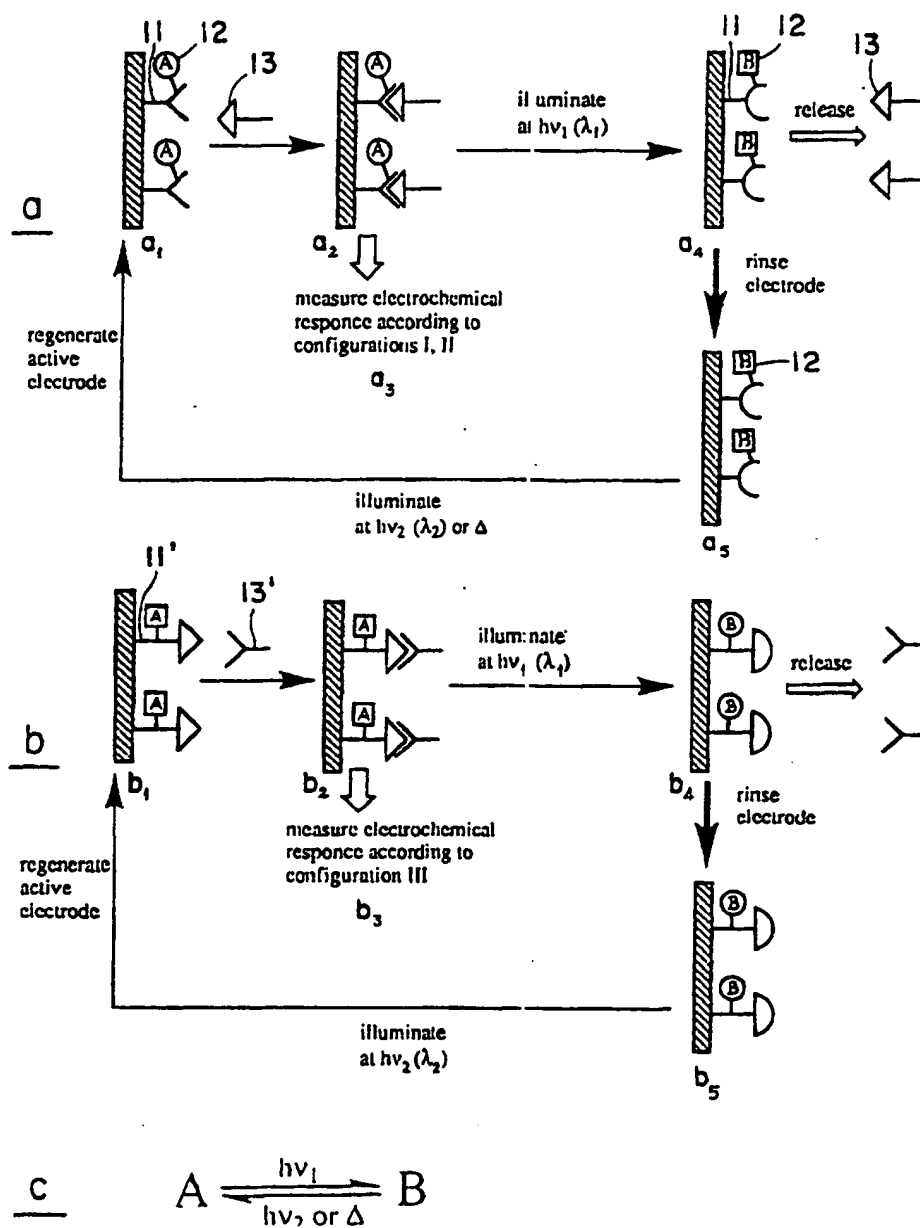 11
12
13
A
A
A
A
illuminate
at hν₁ (λ₁)
11
12
13
B
B
release
a
a₁
a₂
a₄
measure electrochemical
responce according to
configurations I, II
a₃
rinse
electrode
regenerate
active
electrode
12
B
B
illuminate
at hν₂ (λ₂) or Δ
a₅
11'
13'
A
A
A
A
illuminate
at hν₁ (λ₁)
B
B
release
b
b₁
b₂
b₄
measure electrochemical
responce according to
configuration III
b₃
rinse
electrode
regenerate
active
electrode
B
B
illuminate
at hν₂ (λ₂)
b₅
c
hν₁
A B
hν₂ or Δ